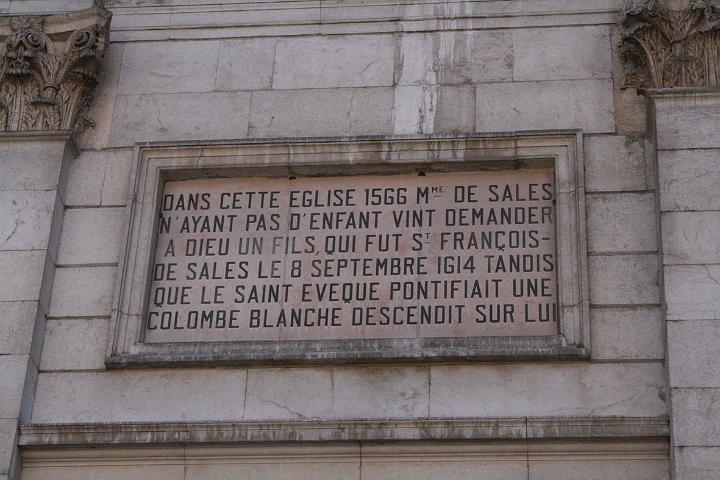 DANS CETTE EGLISE 1566 Mᴹᴱ DE SALES
N'AYANT PAS D'ENFANT VINT DEMANDER
A DIEU UN FILS, QUI FUT Sᵀ FRANÇOIS-
DE SALES LE 8 SEPTEMBRE 1614 TANDIS
QUE LE SAINT EVEQUE PONTIFIAIT UNE
COLOMBE BLANCHE DESCENDIT SUR LUI